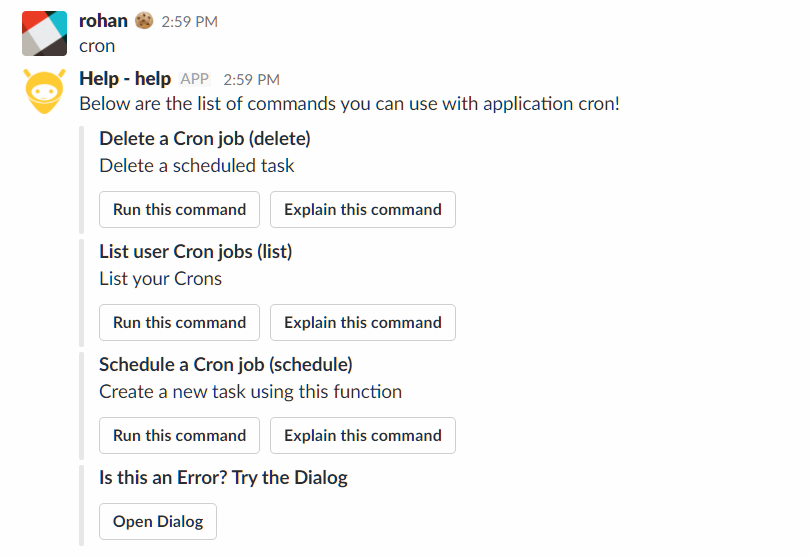 rohan 2:59 PM
cron
Help - help APP 2:59 PM
Below are the list of commands you can use with application cron!
Delete a Cron job (delete)
Delete a scheduled task
Run this command Explain this command
List user Cron jobs (list)
List your Crons
Run this command Explain this command
Schedule a Cron job (schedule)
Create a new task using this function
Run this command Explain this command
Is this an Error? Try the Dialog
Open Dialog